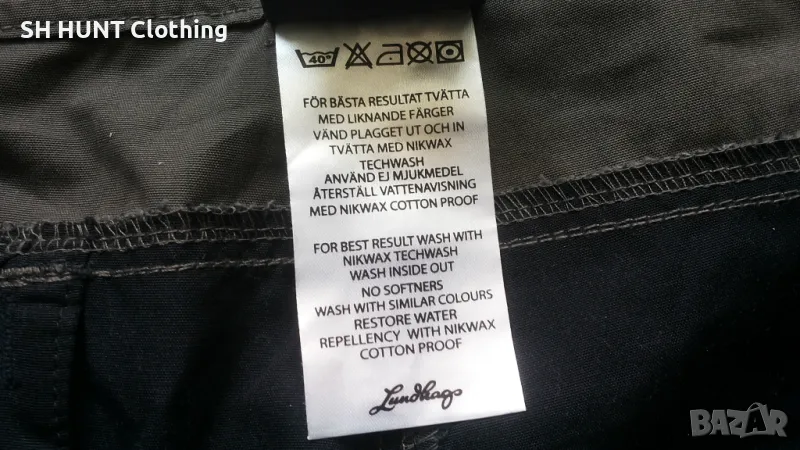 SH HUNT Clothing
40°
FÖR BÄSTA RESULTAT TVÄTTA
MED LIKNANDE FÄRGER
VÄND PLAGGET UT OCH IN
TVÄTTA MED NIKWAX
TECHWASH
ANVÄND EJ MJUKMEDEL
ÅTERSTÄLL VATTENAVISNING
MED NIKWAX COTTON PROOF
FOR BEST RESULT WASH WITH
NIKWAX TECHWASH
WASH INSIDE OUT
NO SOFTNERS
WASH WITH SIMILAR COLOURS
RESTORE WATER
REPELLENCY WITH NIKWAX
COTTON PROOF
Lundhags
BAZAR